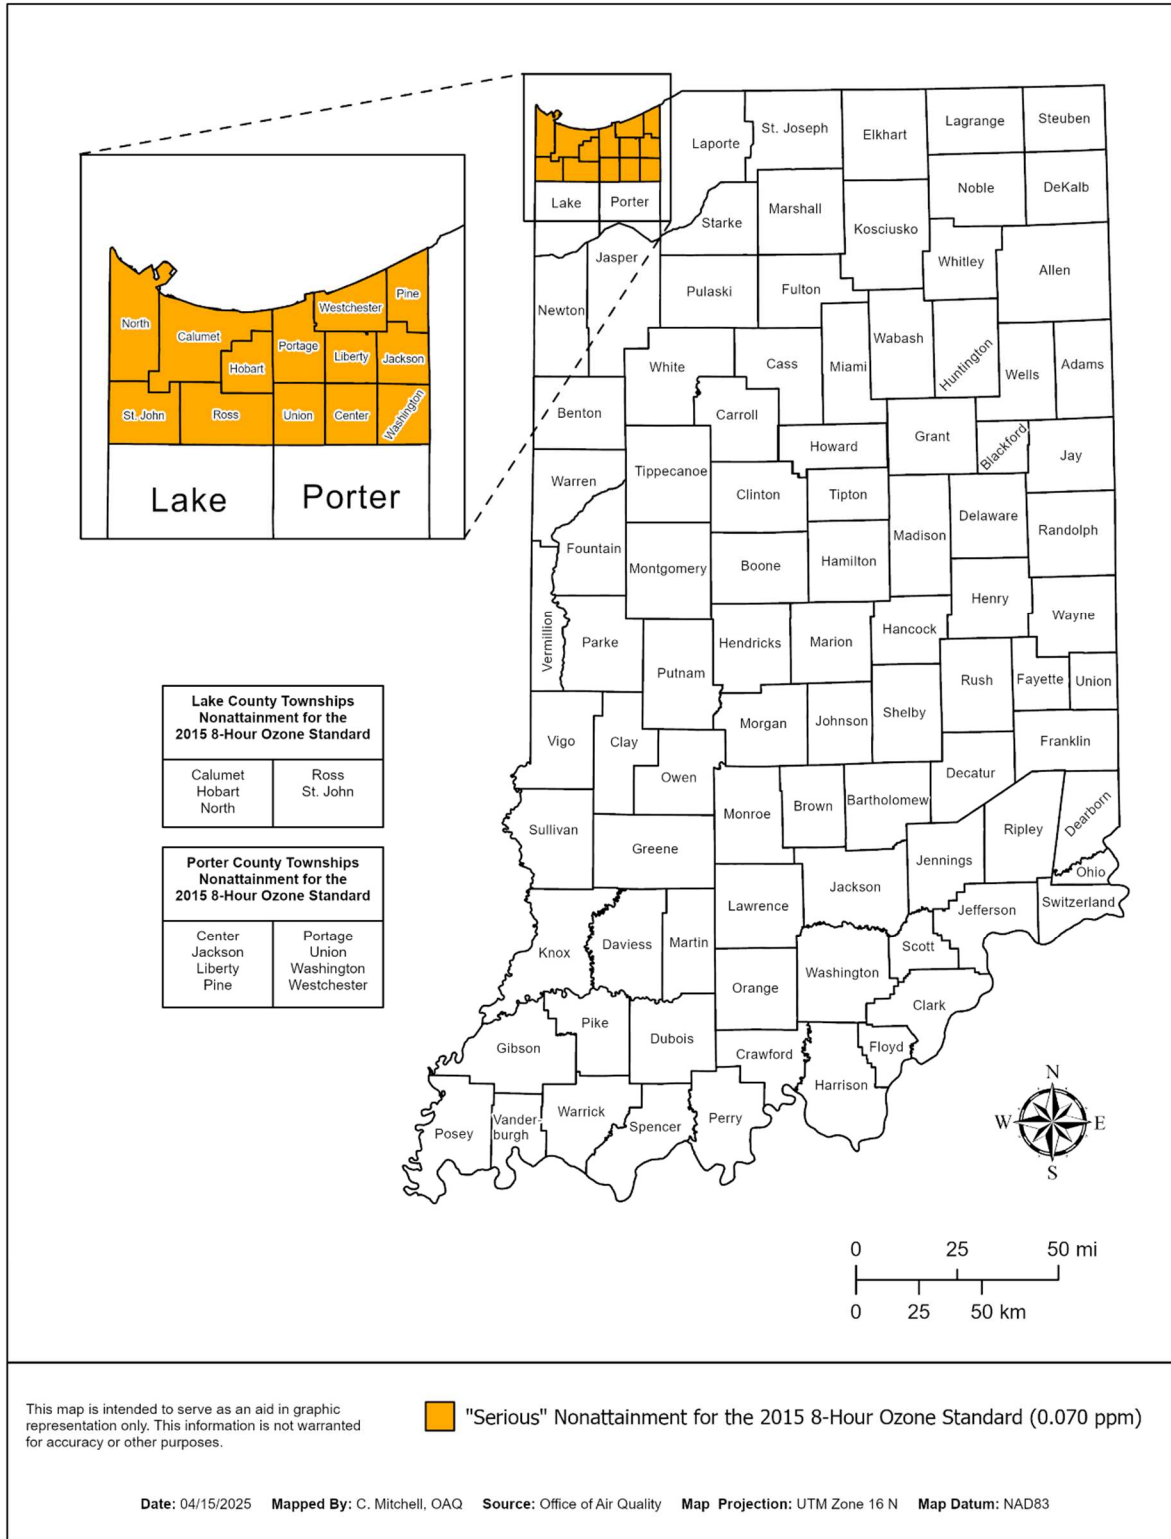 Laporte
St. Joseph
Elkhart
Lagrange
Steuben
Noble
DeKalb
Lake
Porter
Starke
Marshall
Kosciusko
Whitley
Allen
Jasper
Newton
Pulaski
Fulton
Wabash
Huntington
Wells
Adams
White
Cass
Miami
Benton
Carroll
Howard
Grant
Blackford
Jay
Warren
Tippecanoe
Clinton
Tipton
Madison
Delaware
Randolph
Fountain
Montgomery
Boone
Hamilton
Henry
Wayne
Vermillion
Parke
Putnam
Hendricks
Marion
Hancock
Rush
Fayette
Union
Vigo
Clay
Owen
Morgan
Johnson
Shelby
Franklin
Decatur
Sullivan
Greene
Monroe
Brown
Bartholomew
Ripley
Dearborn
Jennings
Ohio
Switzerland
Jefferson
Jackson
Lawrence
Knox
Daviess
Martin
Scott
Washington
Orange
Clark
Gibson
Pike
Dubois
Crawford
Floyd
Harrison
Posey
Vander-
burgh
Warrick
Spencer
Perry
North
Calumet
Hobart
Portage
Westchester
Pine
Liberty
Jackson
St. John
Ross
Union
Center
Washington
Lake
Porter
Lake County Townships
Nonattainment for the
2015 8-Hour Ozone Standard
Calumet
Hobart
North
Ross
St. John
Porter County Townships
Nonattainment for the
2015 8-Hour Ozone Standard
Center
Jackson
Liberty
Pine
Portage
Union
Washington
Westchester
N
W E
S
0 25 50 mi
0 25 50 km
This map is intended to serve as an aid in graphic
representation only. This information is not warranted
for accuracy or other purposes.
"Serious" Nonattainment for the 2015 8-Hour Ozone Standard (0.070 ppm)
Date: 04/15/2025 Mapped By: C. Mitchell, OAQ Source: Office of Air Quality Map Projection: UTM Zone 16 N Map Datum: NAD83